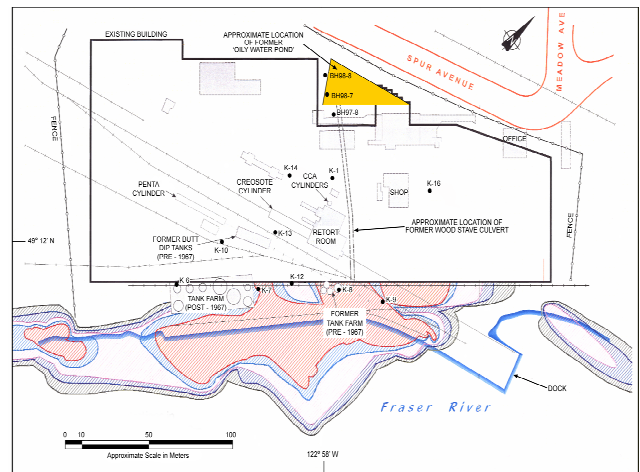 EXISTING BUILDING
APPROXIMATE LOCATION
OF FORMER
'OILY WATER POND'
SPUR AVENUE
MEADOW AVE
BH98-8
BH98-7
BH97-8
FENCE
OFFICE
K-14
K-1
CCA
CYLINDERS
CREOSOTE
CYLINDER
PENTA
CYLINDER
SHOP
K-16
APPROXIMATE LOCATION OF
FORMER WOOD STAVE CULVERT
FENCE
RETORT
ROOM
K-13
FORMER BUTT
DIP TANKS
(PRE - 1967)
K-10
49° 12' N
K-6
K-7
K-12
K-8
K-9
TANK FARM
(POST - 1967)
FORMER
TANK FARM
(PRE - 1967)
DOCK
Fraser River
0 10 50 100
Approximate Scale in Meters
122° 58' W